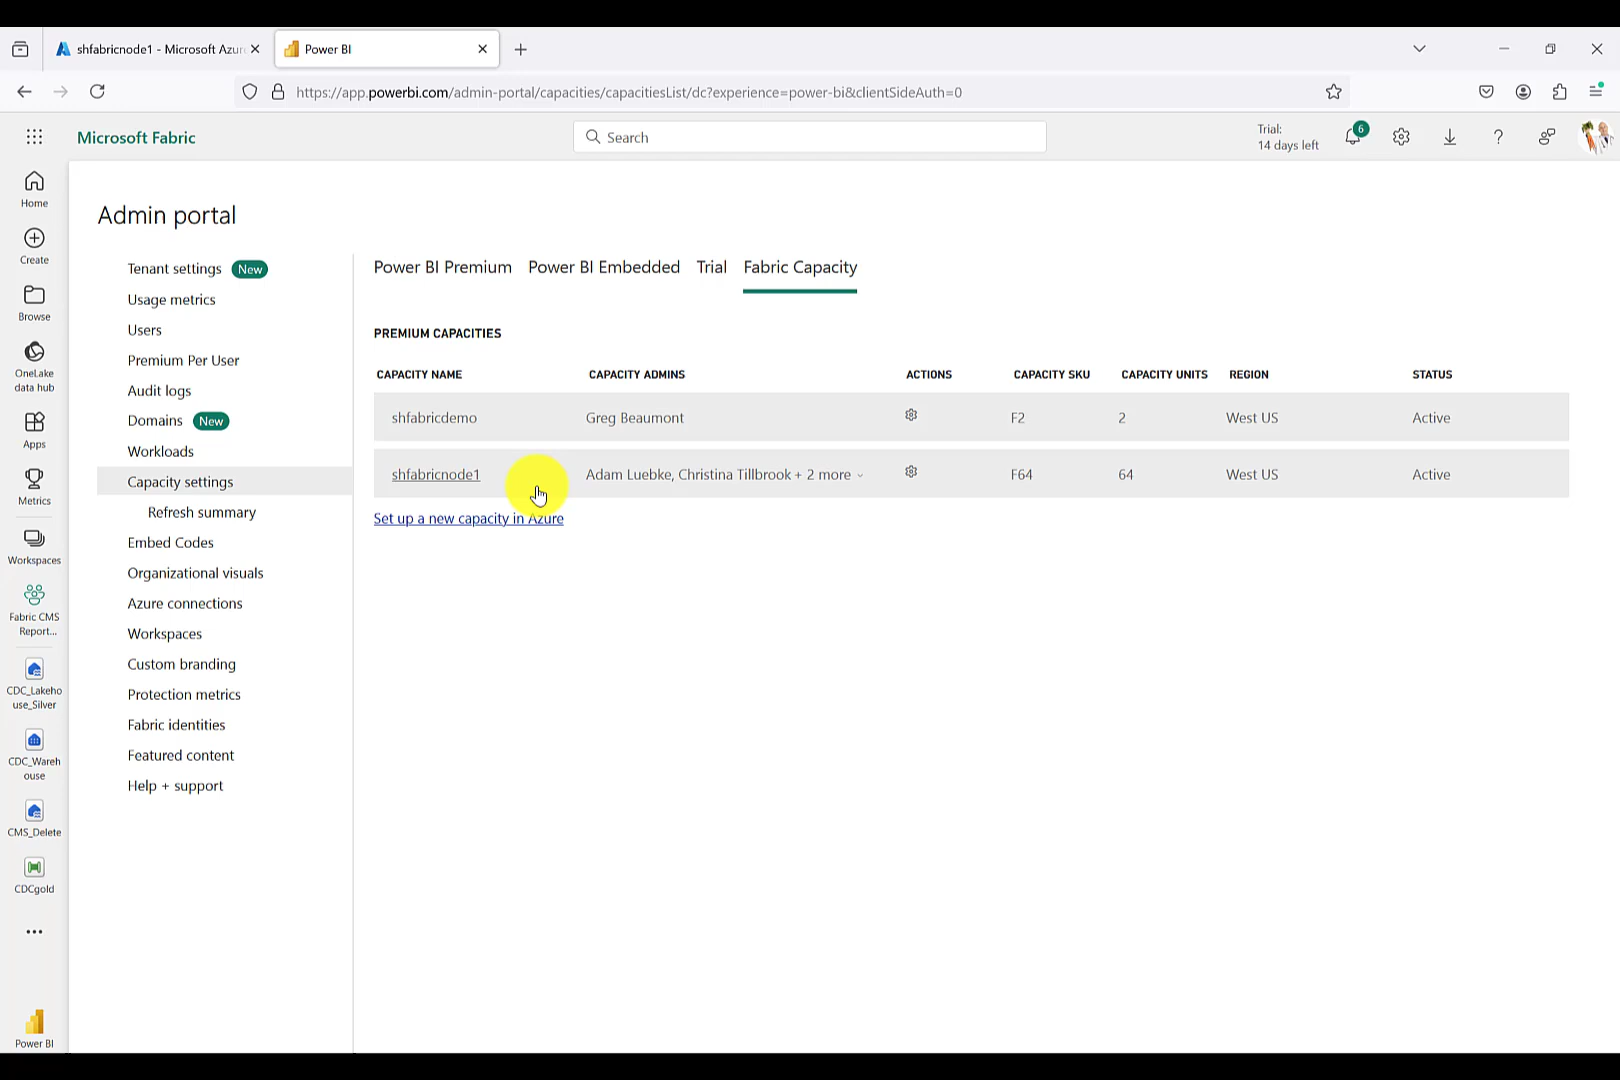 shfabricnode1 - Microsoft Azur
Power BI
https://app.powerbi.com/admin-portal/capacities/capacitiesList/dc?experience=power-bi&clientSideAuth=0
Microsoft Fabric
Search
Trial:
14 days left
6
Home
Create
Browse
OneLake
data hub
Apps
Metrics
Workspaces
Fabric CMS
Report...
CDC_Lakeho
use_Silver
CDC_Wareh
ouse
CMS_Delete
CDCgold
Power BI
Admin portal
Tenant settings New
Usage metrics
Users
Premium Per User
Audit logs
Domains New
Workloads
Capacity settings
Refresh summary
Embed Codes
Organizational visuals
Azure connections
Workspaces
Custom branding
Protection metrics
Fabric identities
Featured content
Help + support
Power BI Premium Power BI Embedded Trial Fabric Capacity
PREMIUM CAPACITIES
CAPACITY NAME CAPACITY ADMINS ACTIONS CAPACITY SKU CAPACITY UNITS REGION STATUS
shfabricdemo Greg Beaumont F2 2 West US Active
shfabricnode1 Adam Luebke, Christina Tillbrook + 2 more F64 64 West US Active
Set up a new capacity in Azure